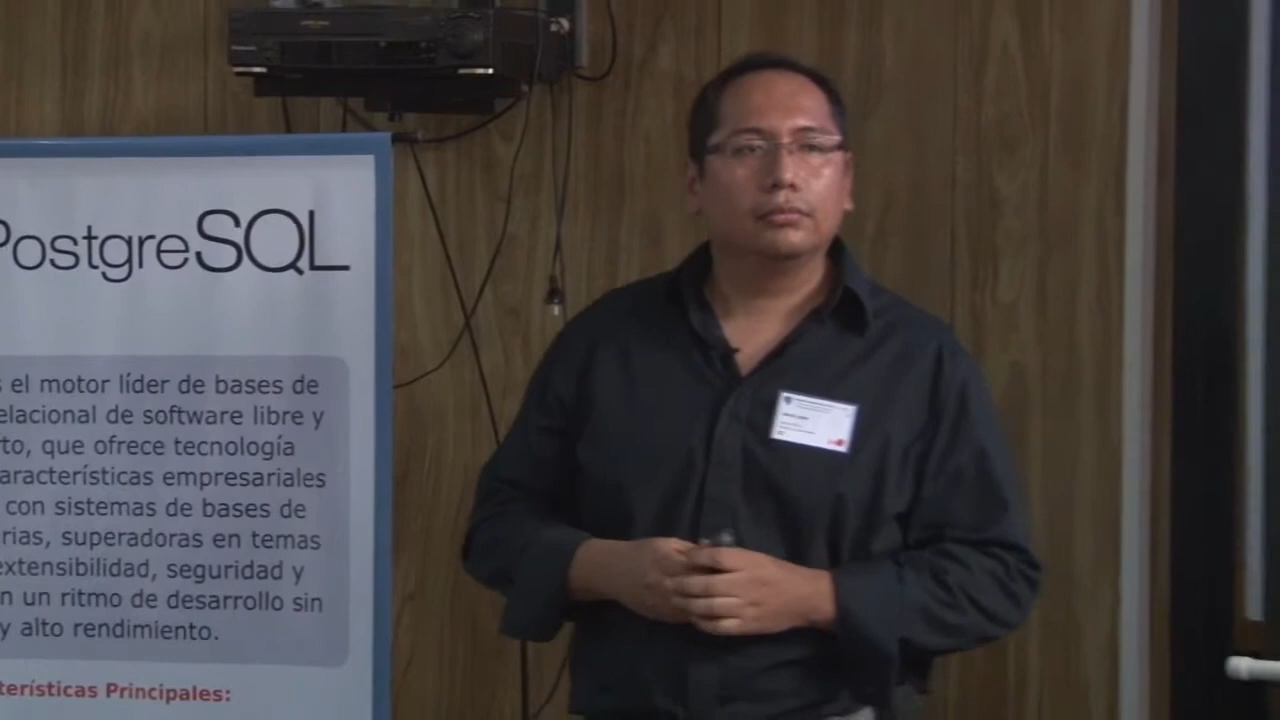 PostgreSQL
s el motor líder de bases de
elacional de software libre y
rto, que ofrece tecnología
aracterísticas empresariales
con sistemas de bases de
rias, superadoras en temas
extensibilidad, seguridad y
n un ritmo de desarrollo sin
y alto rendimiento.
terísticas Principales: